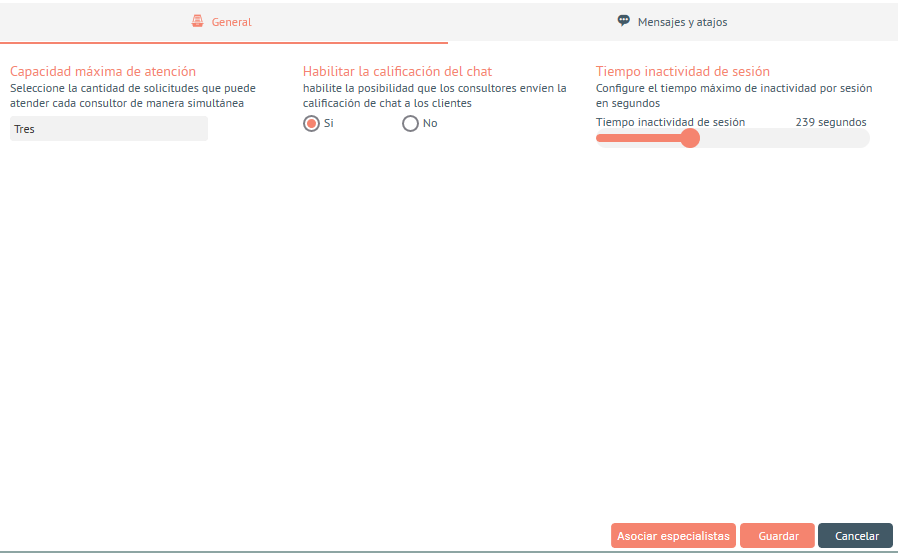 General
Mensajes y atajos
Capacidad máxima de atención
Seleccione la cantidad de solicitudes que puede
atender cada consultor de manera simultánea
Tres
Habilitar la calificación del chat
habilite la posibilidad que los consultores envíen la
calificación de chat a los clientes
Si
No
Tiempo inactividad de sesión
Configure el tiempo máximo de inactividad por sesión
en segundos
Tiempo inactividad de sesión
239 segundos
Asociar especialistas
Guardar
Cancelar